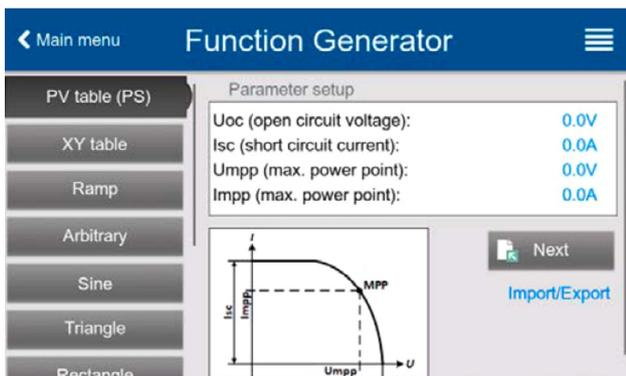 Main menu
Function Generator
PV table (PS)
XY table
Ramp
Arbitrary
Sine
Triangle
Rectangle
Parameter setup
Uoc (open circuit voltage): 0.0V
Isc (short circuit current): 0.0A
Umpp (max. power point): 0.0V
Impp (max. power point): 0.0A
I
Isc
Impp
MPP
Umpp
U
Next
Import/Export